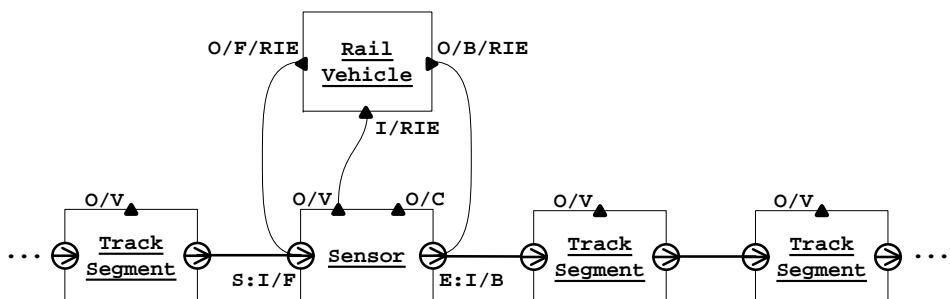 O/F/RIE
Rail
Vehicle
O/B/RIE
I/RIE
O/V
O/V
O/C
O/V
O/V
...
Track
Segment
S:I/F
Sensor
E:I/B
Track
Segment
Track
Segment
...